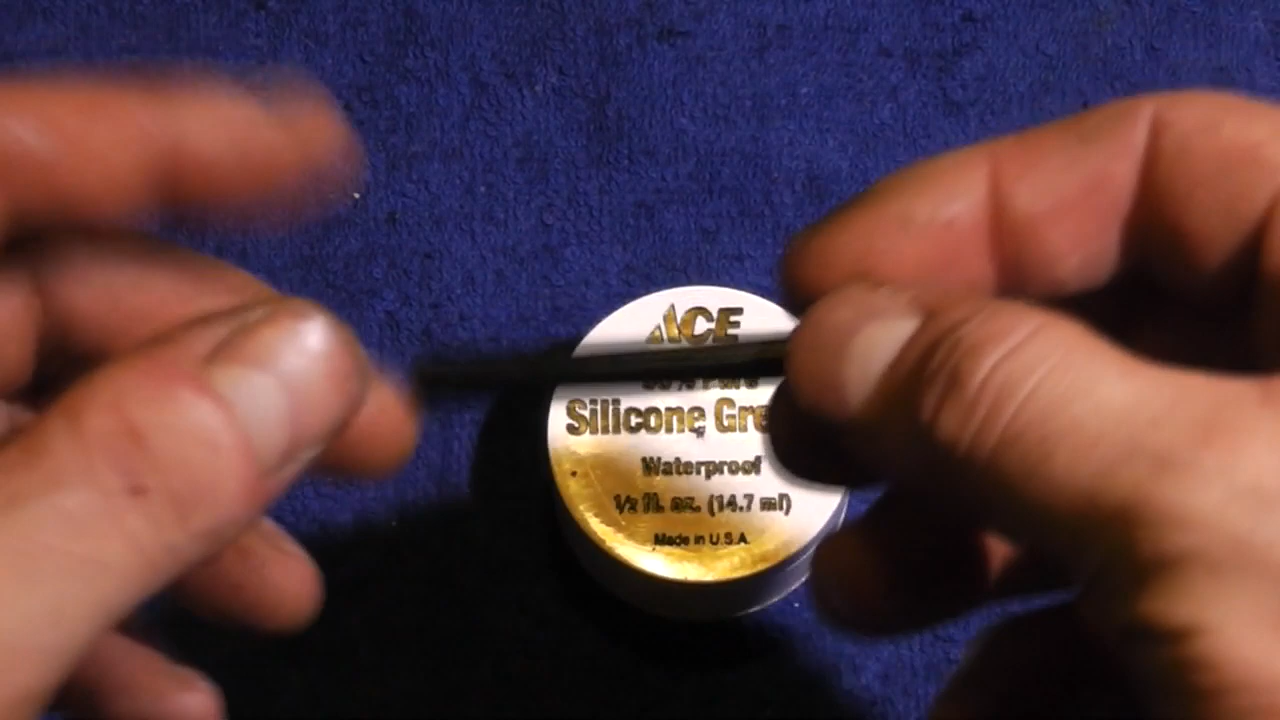 ACE
Silicone Gre
Waterproof
1/2 fl. oz. (14.7 ml)
Made in U.S.A.